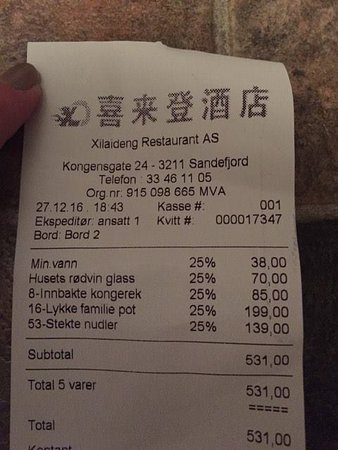 喜来登酒店
Xilaideng Restaurant AS
Kongensgate 24 - 3211 Sandefjord
Telefon : 33 46 11 05
Org.nr: 915 098 665 MVA
27.12.16 18:43 Kasse #: 001
Ekspeditør: ansatt 1 Kvitt #: 000017347
Bord: Bord 2
Min.vann 25% 38,00
Husets rødvin glass 25% 70,00
8-Innbakte kongerek 25% 85,00
16-Lykke familie pot 25% 199,00
53-Stekte nudler 25% 139,00
Subtotal 531,00
Total 5 varer 531,00
=====
Total 531,00
Kontant